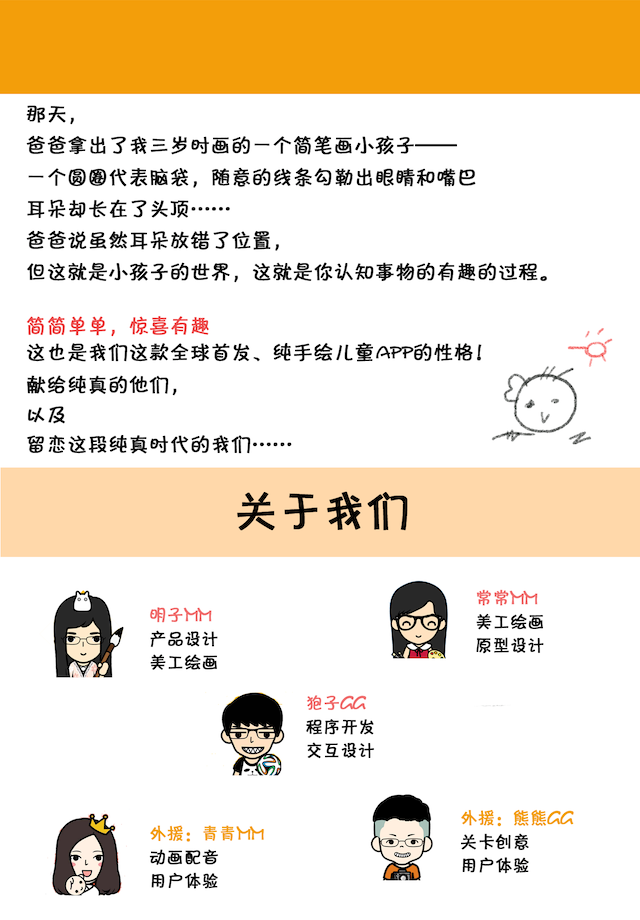 那天，
爸爸拿出了我三岁时画的一个简笔画小孩子——
一个圆圈代表脑袋，随意的线条勾勒出眼睛和嘴巴
耳朵却长在了头顶……
爸爸说虽然耳朵放错了位置，
但这就是小孩子的世界，这就是你认知事物的有趣的过程。
简简单单，惊喜有趣
这也是我们这款全球首发、纯手绘儿童APP的性格！
献给纯真的他们，
以及
留恋这段纯真时代的我们……
关于我们
明子MM
产品设计
美工绘画
常常MM
美工绘画
原型设计
狍子GG
程序开发
交互设计
外援：青青MM
动画配音
用户体验
外援：熊熊GG
关卡创意
用户体验